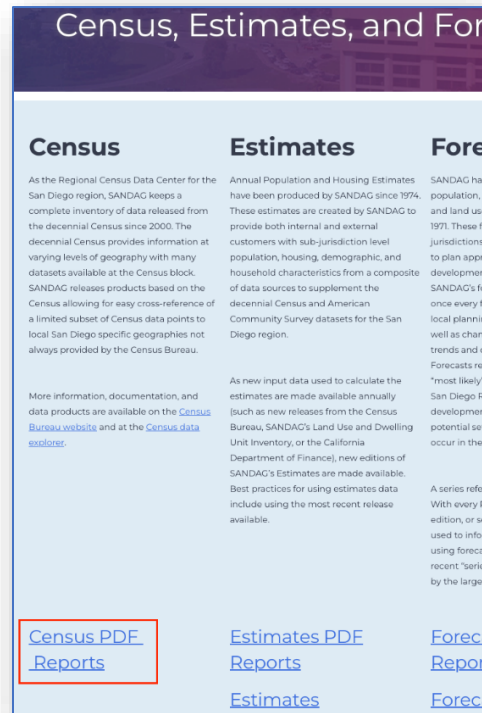 Census, Estimates, and For
Census
As the Regional Census Data Center for the
San Diego region, SANDAG keeps a
complete inventory of data released from
the decennial Census since 2000. The
decennial Census provides information at
varying levels of geography with many
datasets available at the Census block.
SANDAG releases products based on the
Census allowing for easy cross-reference of
a limited subset of Census data points to
local San Diego specific geographies not
always provided by the Census Bureau.
More information, documentation, and
data products are available on the Census
Bureau website and at the Census data
explorer.
Census PDF
Reports
Estimates
Annual Population and Housing Estimates
have been produced by SANDAG since 1974.
These estimates are created by SANDAG to
provide both internal and external
customers with sub-jurisdiction level
population, housing, demographic, and
household characteristics from a composite
of data sources to supplement the
decennial Census and American
Community Survey datasets for the San
Diego region.
As new input data used to calculate the
estimates are made available annually
(such as new releases from the Census
Bureau, SANDAG's Land Use and Dwelling
Unit Inventory, or the California
Department of Finance), new editions of
SANDAG's Estimates are made available.
Best practices for using estimates data
include using the most recent release
available.
Estimates PDF
Reports
Estimates
Fore
SANDAG ha
population,
and land us
1971. These f
jurisdictions
to plan appr
developmen
SANDAG's fo
once every f
local plannin
well as chan
trends and e
Forecasts re
"most likely"
San Diego R
developmen
potential se
occur in the
A series refe
With every R
edition, or se
used to info
using foreca
recent "serie
by the large
Forec
Repor
Forec